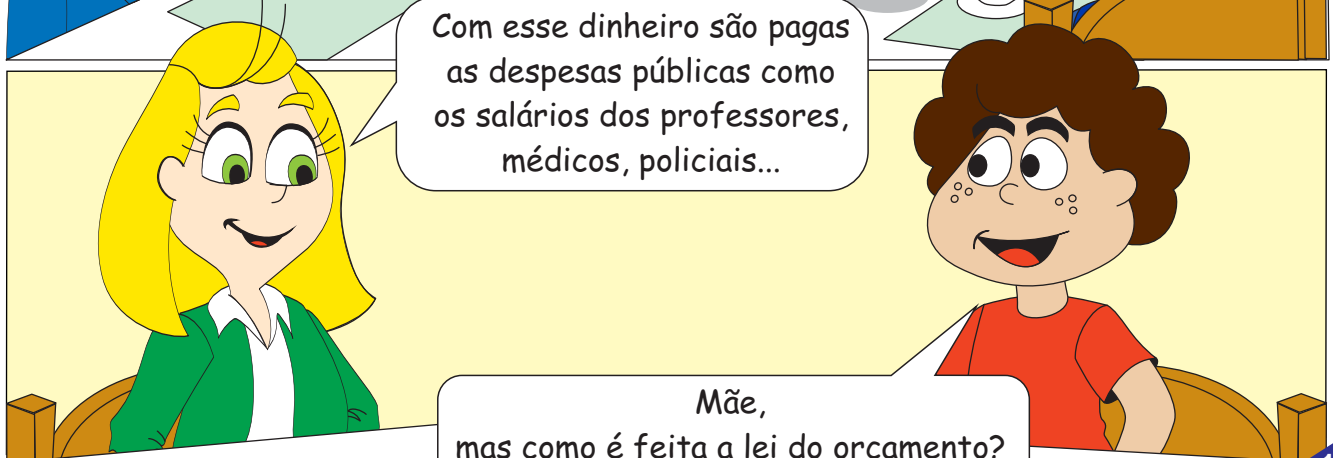 Com esse dinheiro são pagas
as despesas públicas como
os salários dos professores,
médicos, policiais...
Mãe,
mas como é feita a lei do orçamento?